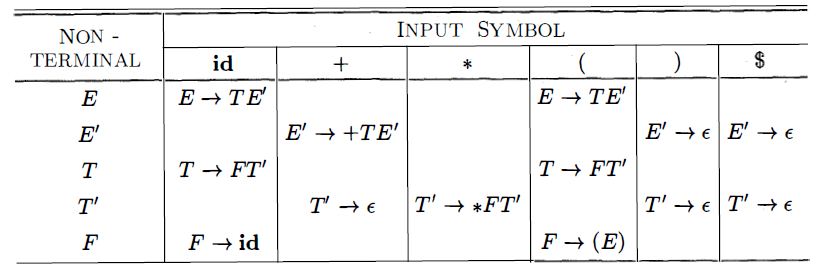 NON - INPUT SYMBOL
TERMINAL id + * ( ) $
E E → TE′ E → TE′
E′ E′ → +TE′ E′ → ϵ E′ → ϵ
T T → FT′ T → FT′
T′ T′ → ϵ T′ → *FT′ T′ → ϵ T′ → ϵ
F F → id F → (E)